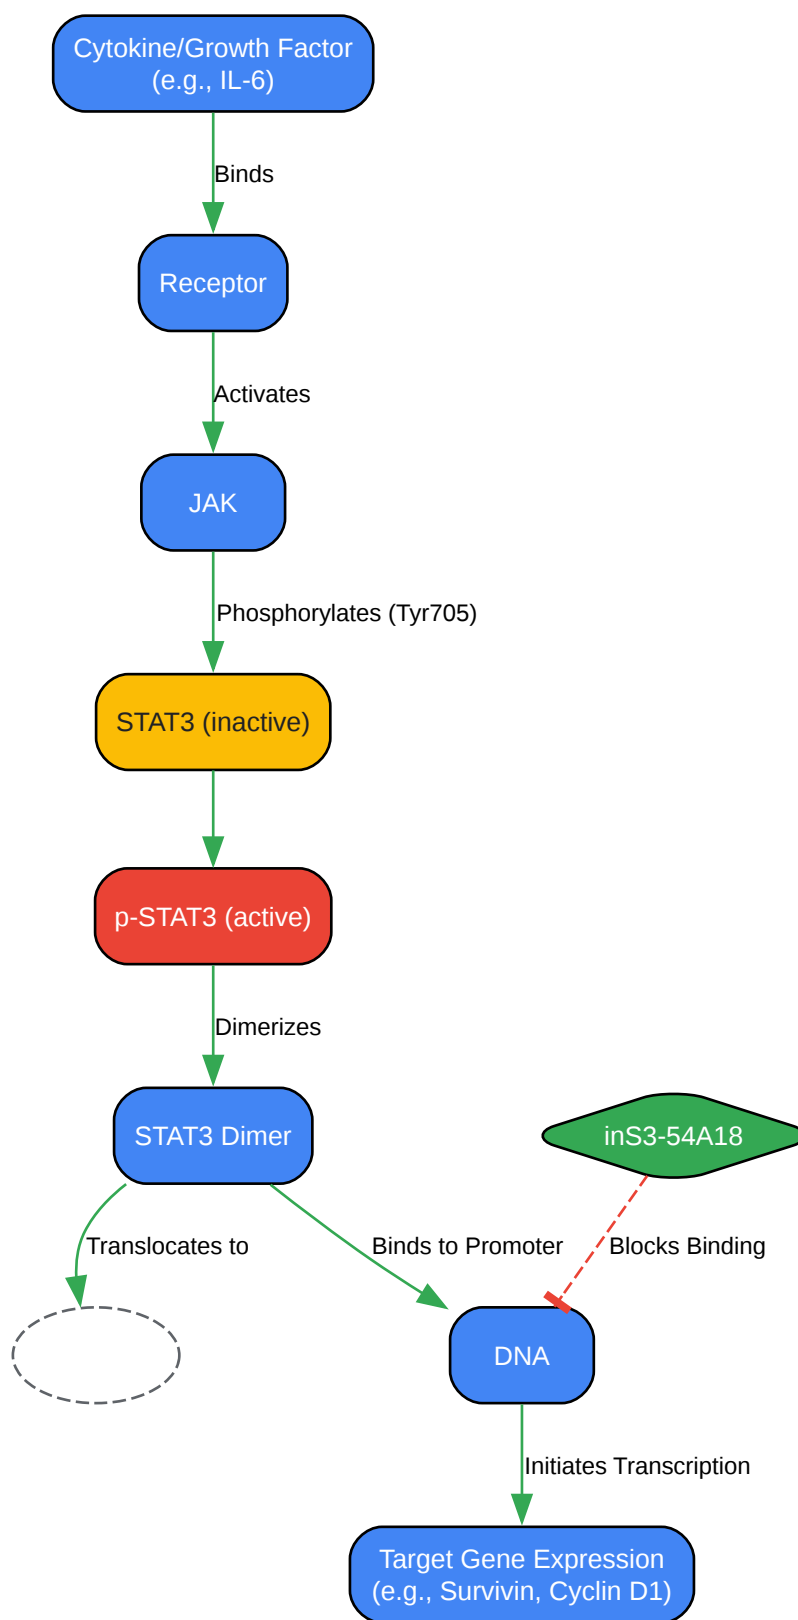 Cytokine/Growth Factor
(e.g., IL-6)
Binds
Receptor
Activates
JAK
Phosphorylates (Tyr705)
STAT3 (inactive)
p-STAT3 (active)
Dimerizes
STAT3 Dimer
inS3-54A18
Translocates to
Binds to Promoter
Blocks Binding
DNA
Initiates Transcription
Target Gene Expression
(e.g., Survivin, Cyclin D1)